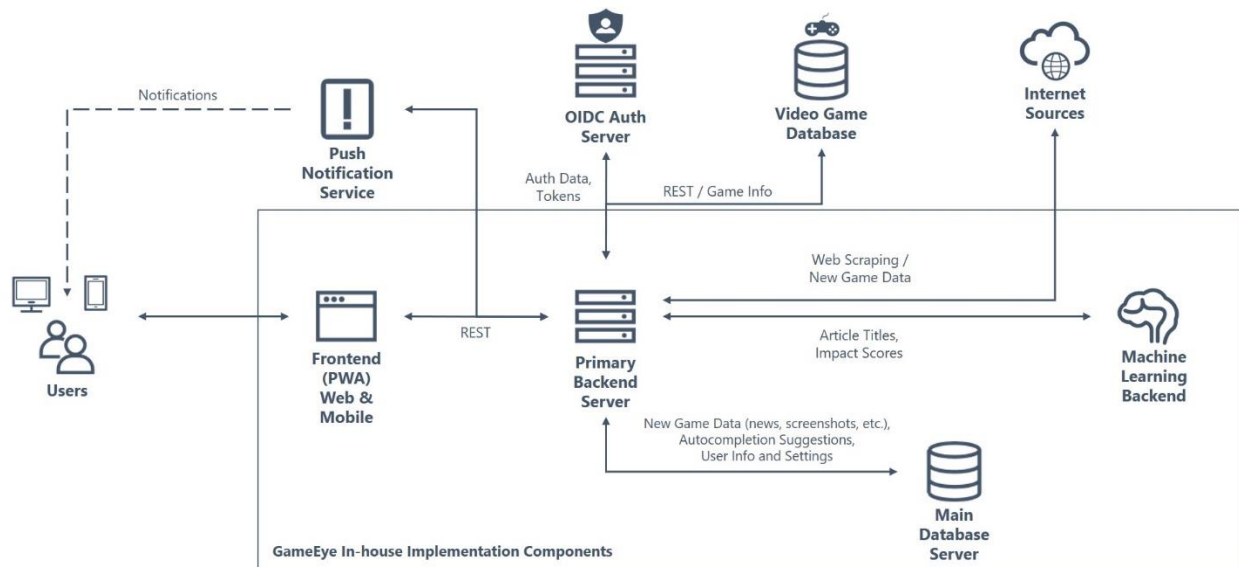 Notifications
Push
Notification
Service
OIDC Auth
Server
Video Game
Database
Internet
Sources
Auth Data,
Tokens
REST / Game Info
Web Scraping /
New Game Data
Users
Frontend
(PWA)
Web &
Mobile
REST
Primary
Backend
Server
Article Titles,
Impact Scores
Machine
Learning
Backend
New Game Data (news, screenshots, etc.),
Autocompletion Suggestions,
User Info and Settings
Main
Database
Server
GameEye In-house Implementation Components